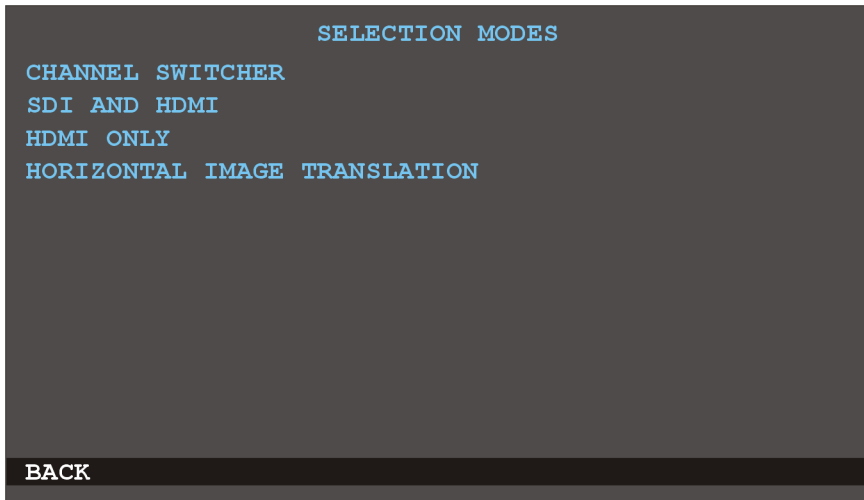 SELECTION MODES
CHANNEL SWITCHER
SDI AND HDMI
HDMI ONLY
HORIZONTAL IMAGE TRANSLATION
BACK